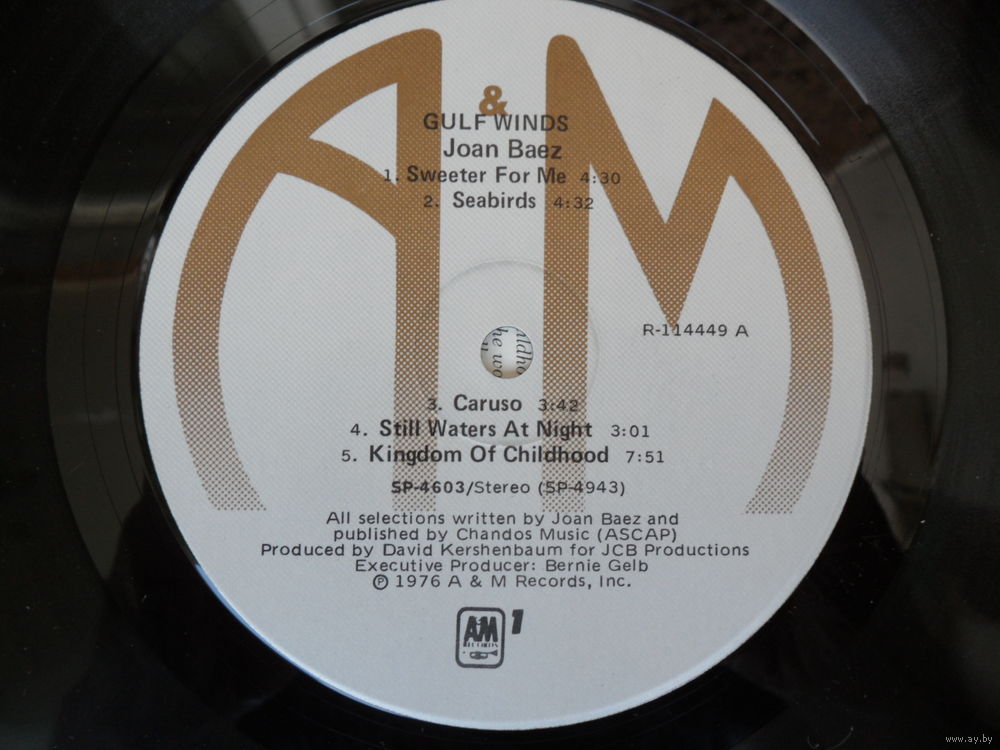 A & M
GULF WINDS
Joan Baez
1. Sweeter For Me 4:30
2. Seabirds 4:32
R-114449 A
3. Caruso 3:42
4. Still Waters At Night 3:01
5. Kingdom Of Childhood 7:51
SP-4603/Stereo (SP-4943)
All selections written by Joan Baez and
published by Chandos Music (ASCAP)
Produced by David Kershenbaum for JCB Productions
Executive Producer: Bernie Gelb
℗ 1976 A & M Records, Inc.
A&M 1
RECORDS
www.ay.by